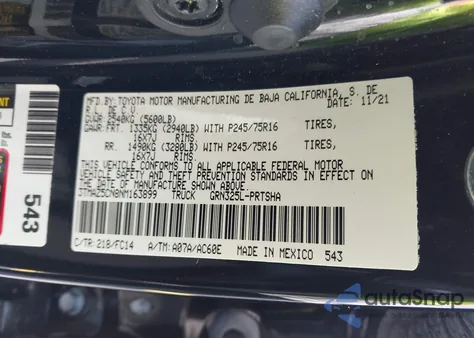 MFD.BY: TOYOTA MOTOR MANUFACTURING DE BAJA CALIFORNIA, S. DE
R.L. DE C.V. DATE: 11/21
GVWR 2540KG (5600LB)
GAWR: FRT. 1335KG (2940LB) WITH P245/75R16 TIRES,
16X7J RIMS.
RR. 1490KG (3280LB) WITH P245/75R16 TIRES,
16X7J RIMS.
THIS VEHICLE CONFORMS TO ALL APPLICABLE FEDERAL MOTOR
VEHICLE SAFETY AND THEFT PREVENTION STANDARDS IN EFFECT ON
THE DATE OF MANUFACTURE SHOWN ABOVE.
3TMCZ5CN0NM163899 TRUCK GRN325L-PRTSHA
C/TR: 218/FC14 A/TM: A07A/AC60E MADE IN MEXICO 543
543
autoSnap